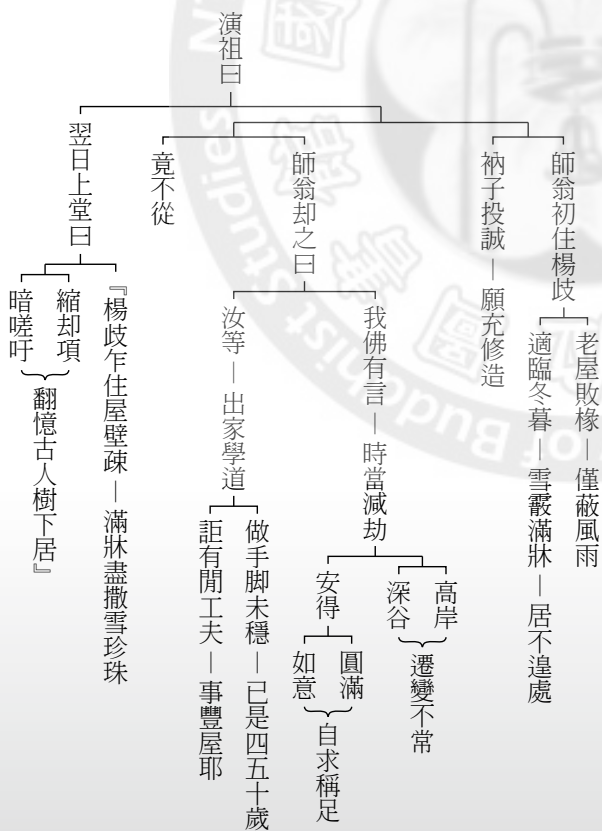 演祖曰
師翁初住楊歧
老屋敗椽—僅蔽風雨
適臨冬暮—雪霰滿牀—居不遑處
衲子投誠—願充修造
師翁却之曰
我佛有言—時當減劫
高岸
深谷
遷變不常
安得
圓滿
如意
自求稱足
汝等—出家學道
做手脚未穩—已是四五十歲
詎有閒工夫—事豐屋耶
竟不從
翌日上堂曰
『楊歧乍住屋壁疎—滿牀盡撒雪珍珠
縮却項
暗嗟吁
翻憶古人樹下居』
of Buddhist Studies